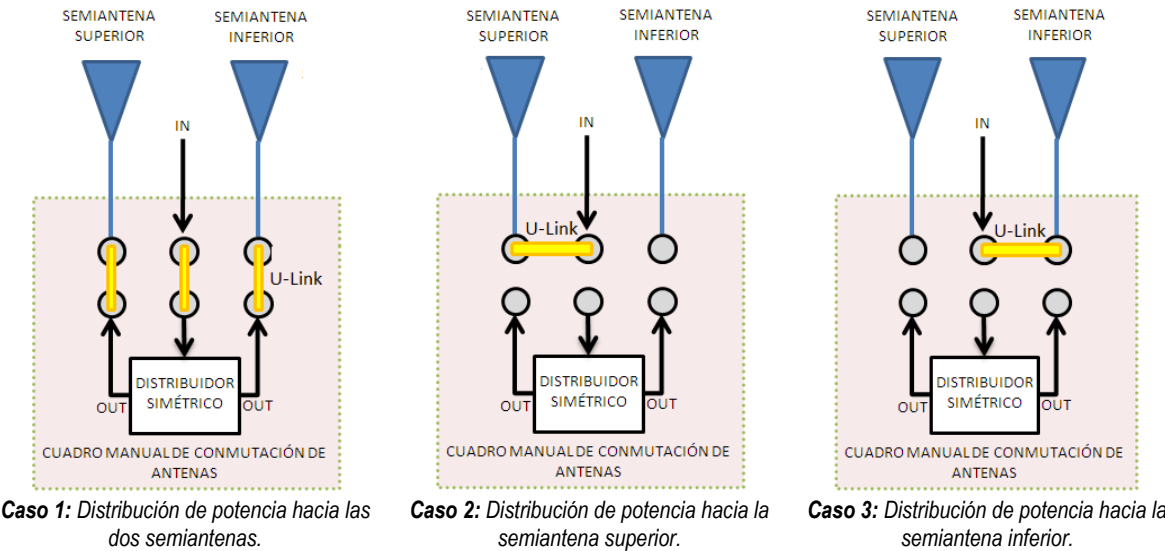 SEMIANTENA
SUPERIOR
SEMIANTENA
INFERIOR
IN
U-Link
DISTRIBUIDOR
SIMÉTRICO
OUT
OUT
CUADRO MANUAL DE CONMUTACIÓN DE
ANTENAS
Caso 1: Distribución de potencia hacia las
dos semiantenas.
SEMIANTENA
SUPERIOR
SEMIANTENA
INFERIOR
IN
U-Link
DISTRIBUIDOR
SIMÉTRICO
OUT
OUT
CUADRO MANUAL DE CONMUTACIÓN DE
ANTENAS
Caso 2: Distribución de potencia hacia la
semiantena superior.
SEMIANTENA
SUPERIOR
SEMIANTENA
INFERIOR
IN
U-Link
DISTRIBUIDOR
SIMÉTRICO
OUT
OUT
CUADRO MANUAL DE CONMUTACIÓN DE
ANTENAS
Caso 3: Distribución de potencia hacia la
semiantena inferior.